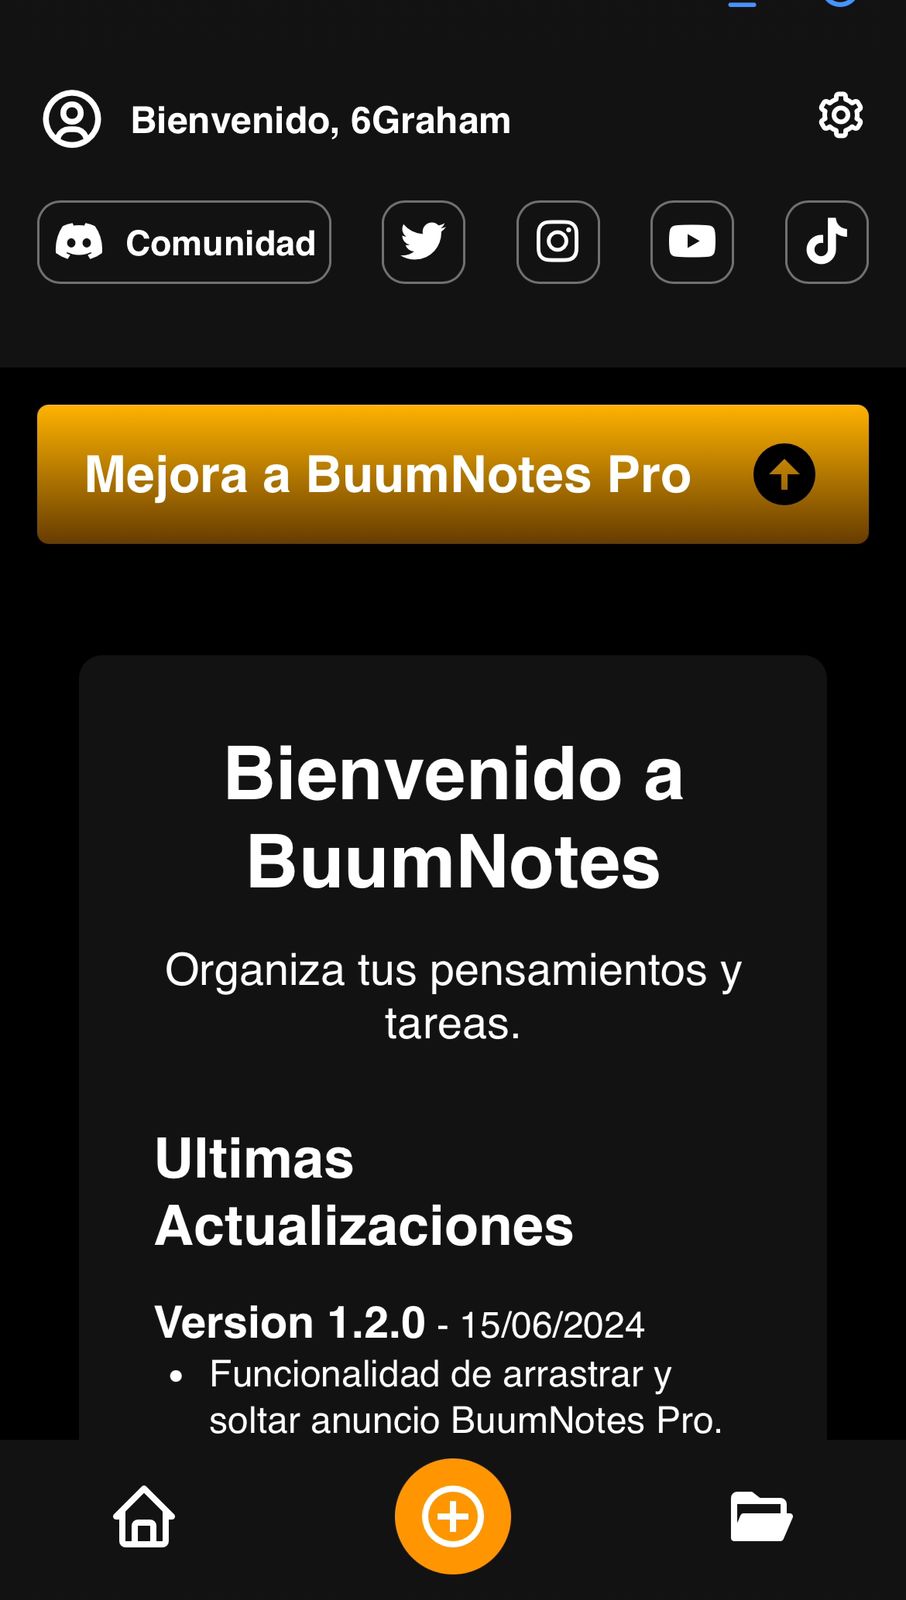 Bienvenido, 6Graham
Comunidad
Mejora a BuumNotes Pro
Bienvenido a
BuumNotes
Organiza tus pensamientos y
tareas.
Ultimas
Actualizaciones
Version 1.2.0 - 15/06/2024
• Funcionalidad de arrastrar y
soltar anuncio BuumNotes Pro.